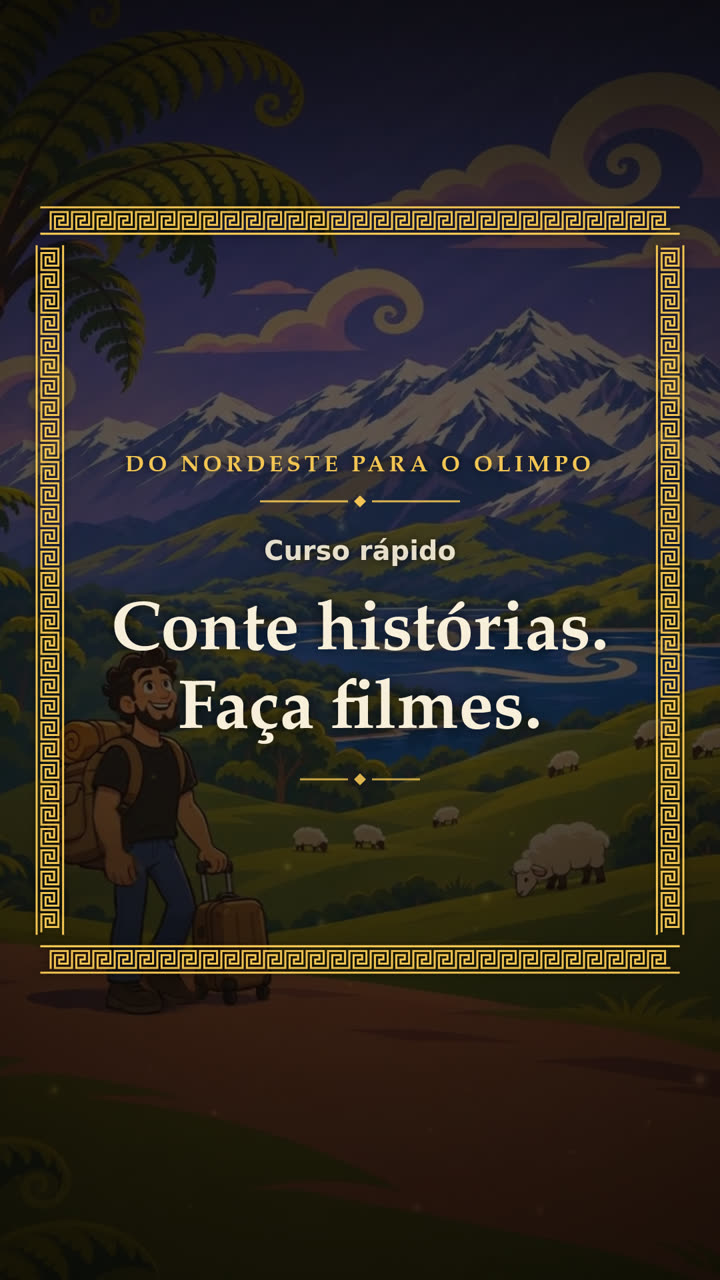 DO NORDESTE PARA O OLIMPO
Curso rápido
Conte histórias.
Faça filmes.